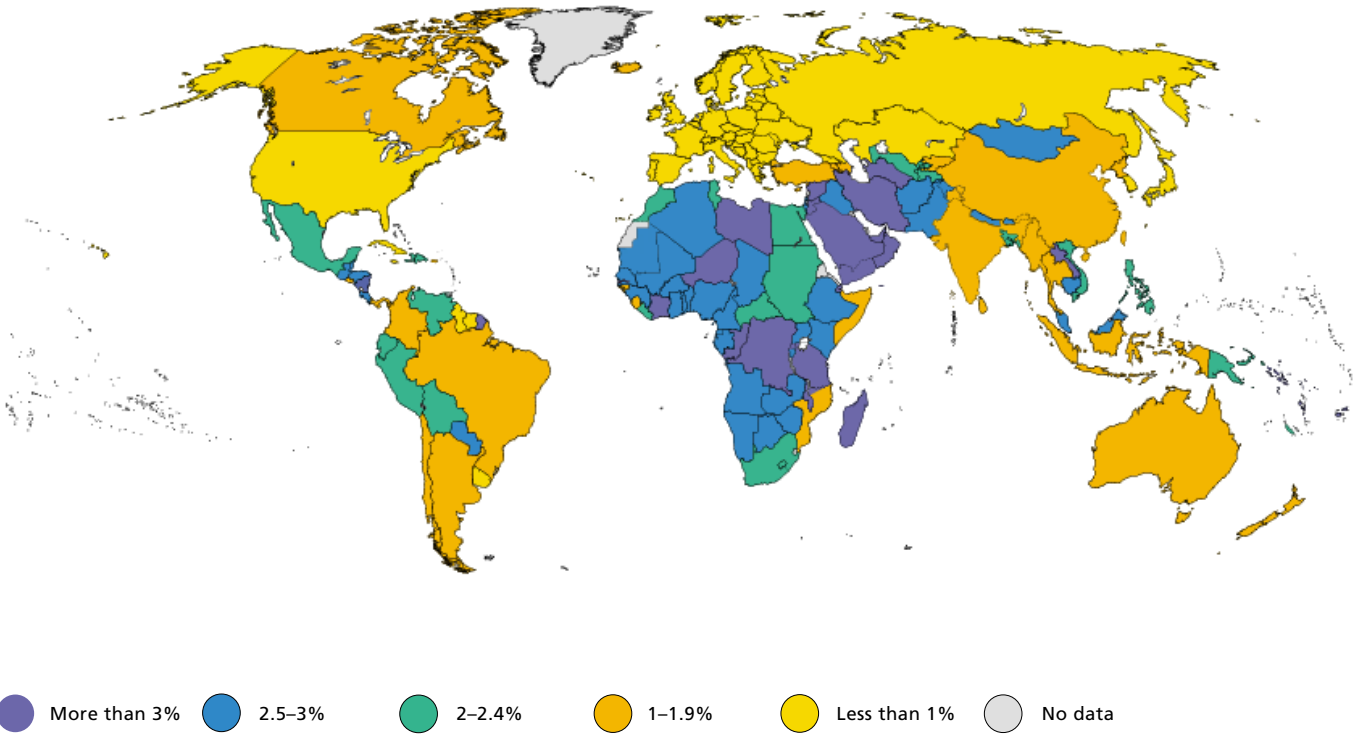 More than 3%
2.5–3%
2–2.4%
1–1.9%
Less than 1%
No data